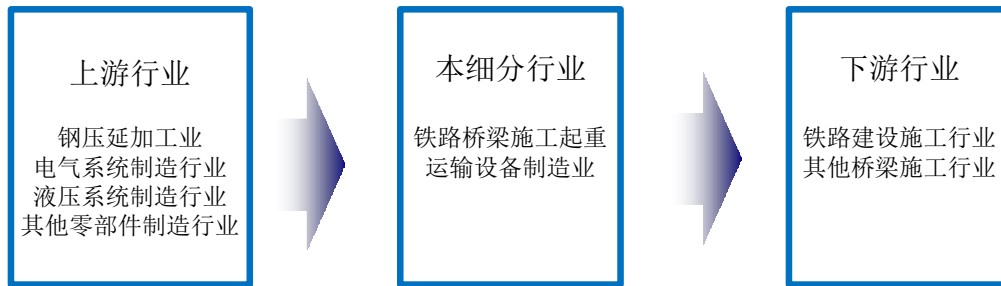 上游行业
钢压延加工业
电气系统制造行业
液压系统制造行业
其他零部件制造行业
本细分行业
铁路桥梁施工起重
运输设备制造业
下游行业
铁路建设施工行业
其他桥梁施工行业